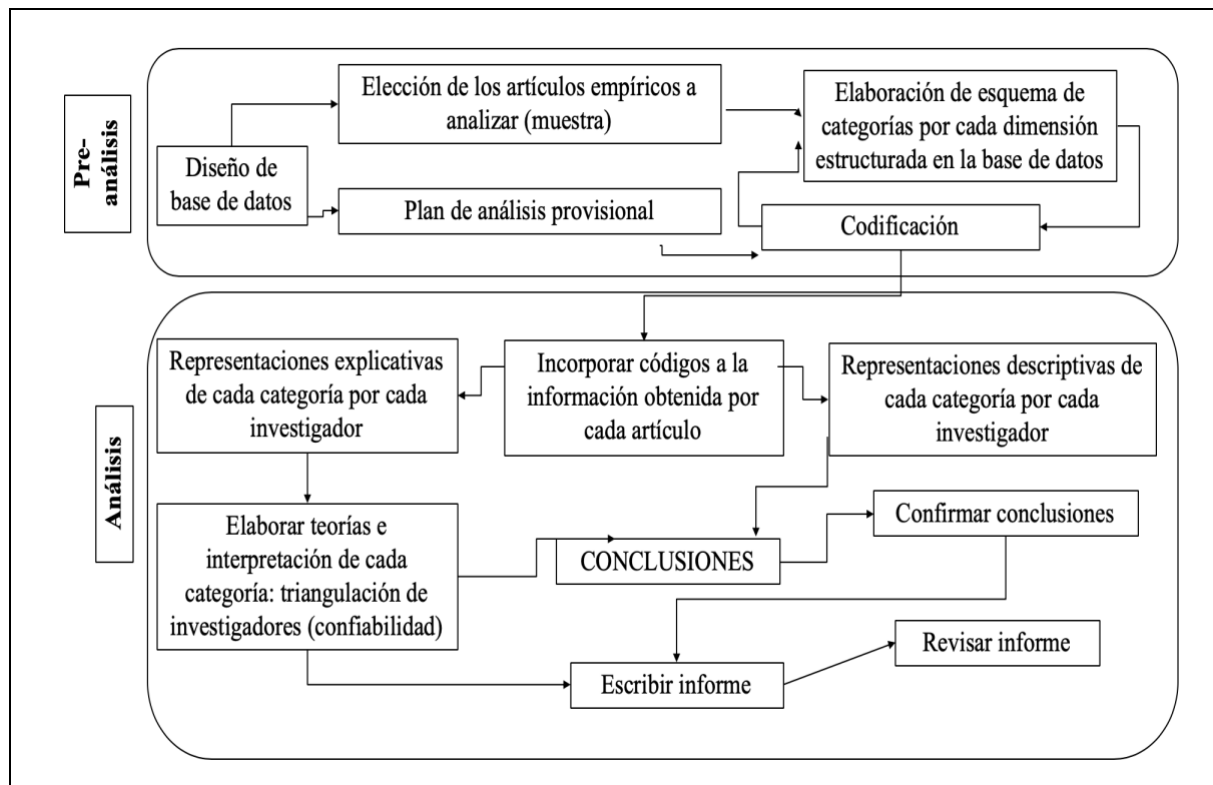 Pre-
análisis
Diseño de
base de datos
Elección de los artículos empíricos a
analizar (muestra)
Plan de análisis provisional
Elaboración de esquema de
categorías por cada dimensión
estructurada en la base de datos
Codificación
Análisis
Representaciones explicativas
de cada categoría por cada
investigador
Incorporar códigos a la
información obtenida por
cada artículo
Representaciones descriptivas de
cada categoría por cada
investigador
Elaborar teorías e
interpretación de cada
categoría: triangulación de
investigadores (confiabilidad)
CONCLUSIONES
Confirmar conclusiones
Escribir informe
Revisar informe